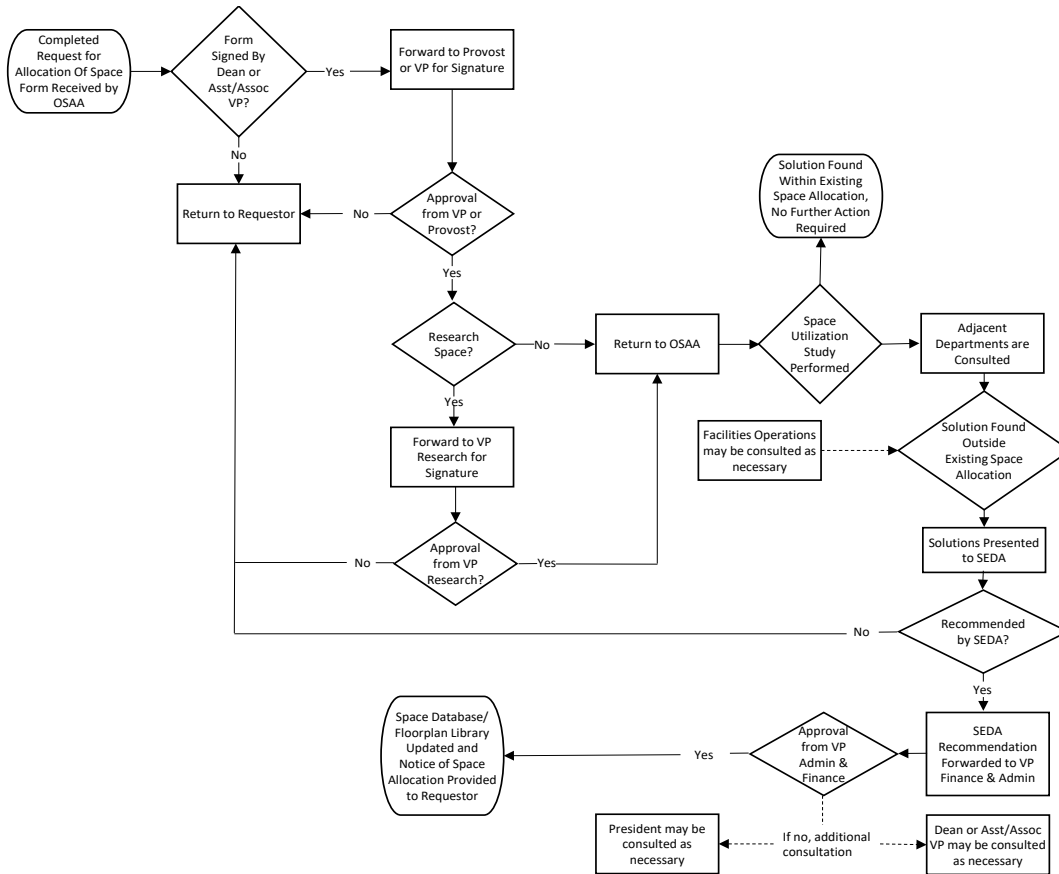 Completed
Request for
Allocation Of Space
Form Received by
OSAA
Form
Signed By
Dean or
Asst/Assoc
VP?
Yes
Forward to Provost
or VP for Signature
No
Return to Requestor
No
Approval
from VP or
Provost?
Solution Found
Within Existing
Space Allocation,
No Further Action
Required
Yes
Research
Space?
No
Return to OSAA
Space
Utilization
Study
Performed
Adjacent
Departments are
Consulted
Yes
Forward to VP
Research for
Signature
Facilities Operations
may be consulted as
necessary
Solution Found
Outside
Existing Space
Allocation
No
Approval
from VP
Research?
Yes
Solutions Presented
to SEDA
No
Recommended
by SEDA?
Yes
Space Database/
Floorplan Library
Updated and
Notice of Space
Allocation Provided
to Requestor
Yes
Approval
from VP
Admin &
Finance
SEDA
Recommendation
Forwarded to VP
Finance & Admin
President may be
consulted as
necessary
If no, additional
consultation
Dean or Asst/Assoc
VP may be consulted
as necessary